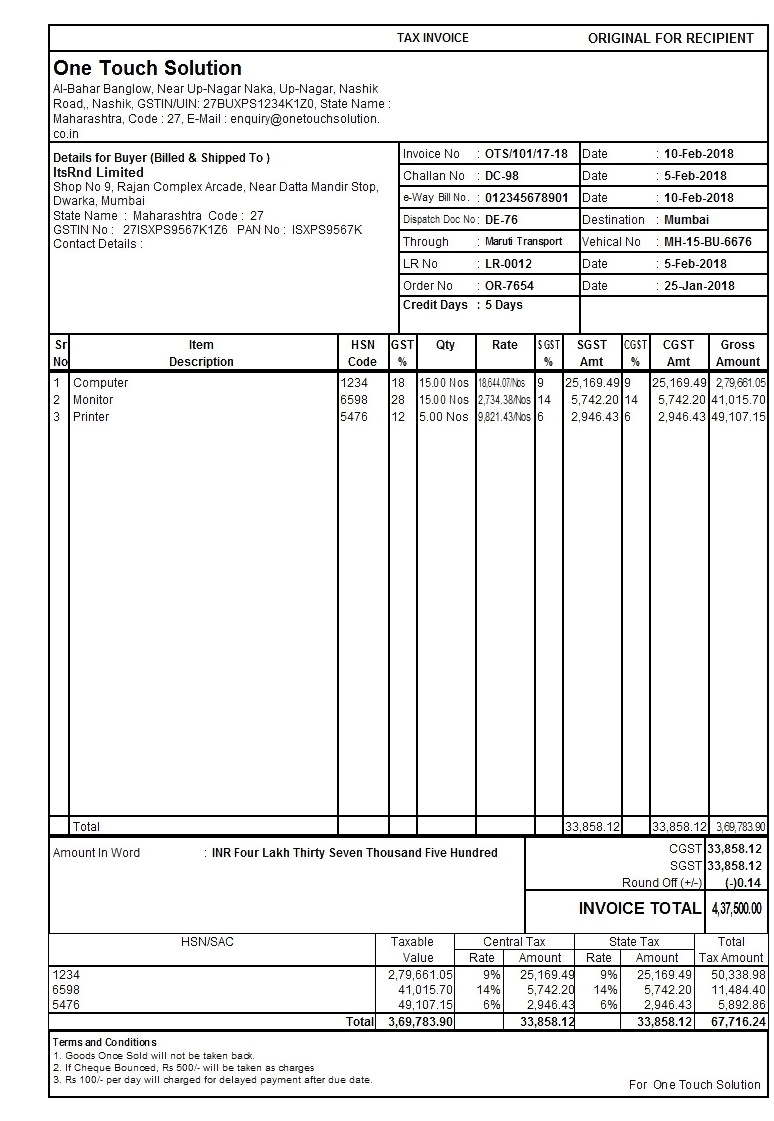 TAX INVOICE ORIGINAL FOR RECIPIENT
One Touch Solution
Al-Bahar Banglow, Near Up-Nagar Naka, Up-Nagar, Nashik
Road,, Nashik, GSTIN/UIN: 27BUXPS1234K1Z0, State Name :
Maharashtra, Code : 27, E-Mail : enquiry@onetouchsolution.
co.in
Details for Buyer (Billed & Shipped To )
ItsRnd Limited
Shop No 9, Rajan Complex Arcade, Near Datta Mandir Stop,
Dwarka, Mumbai
State Name : Maharashtra Code : 27
GSTIN No : 27ISXPS9567K1Z6 PAN No : ISXPS9567K
Contact Details :
Invoice No : OTS/101/17-18 Date : 10-Feb-2018
Challan No : DC-98 Date : 5-Feb-2018
e-Way Bill No. : 012345678901 Date : 10-Feb-2018
Dispatch Doc No : DE-76 Destination : Mumbai
Through : Maruti Transport Vehical No : MH-15-BU-6676
LR No : LR-0012 Date : 5-Feb-2018
Order No : OR-7654 Date : 25-Jan-2018
Credit Days : 5 Days
Sr Item HSN GST Qty Rate SGST SGST CGST CGST Gross
No Description Code % % Amt % Amt Amount
1 Computer 1234 18 15.00 Nos 18,644.07/Nos 9 25,169.49 9 25,169.49 2,79,661.05
2 Monitor 6598 28 15.00 Nos 2,734.38/Nos 14 5,742.20 14 5,742.20 41,015.70
3 Printer 5476 12 5.00 Nos 9,821.43/Nos 6 2,946.43 6 2,946.43 49,107.15
Total 33,858.12 33,858.12 3,69,783.90
Amount In Word : INR Four Lakh Thirty Seven Thousand Five Hundred
CGST 33,858.12
SGST 33,858.12
Round Off (+/-) (-)0.14
INVOICE TOTAL 4,37,500.00
HSN/SAC Taxable Central Tax State Tax Total
Value Rate Amount Rate Amount Tax Amount
1234 2,79,661.05 9% 25,169.49 9% 25,169.49 50,338.98
6598 41,015.70 14% 5,742.20 14% 5,742.20 11,484.40
5476 49,107.15 6% 2,946.43 6% 2,946.43 5,892.86
Total 3,69,783.90 33,858.12 33,858.12 67,716.24
Terms and Conditions
1. Goods Once Sold will not be taken back.
2. If Cheque Bounced, Rs 500/- will be taken as charges
3. Rs 100/- per day will charged for delayed payment after due date.
For One Touch Solution